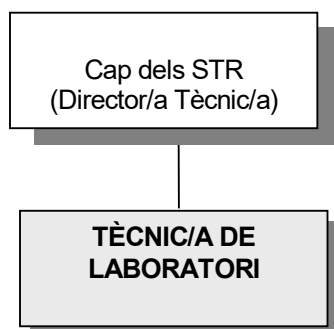 Cap dels STR
(Director/a Tècnic/a)
TÈCNIC/A DE
LABORATORI